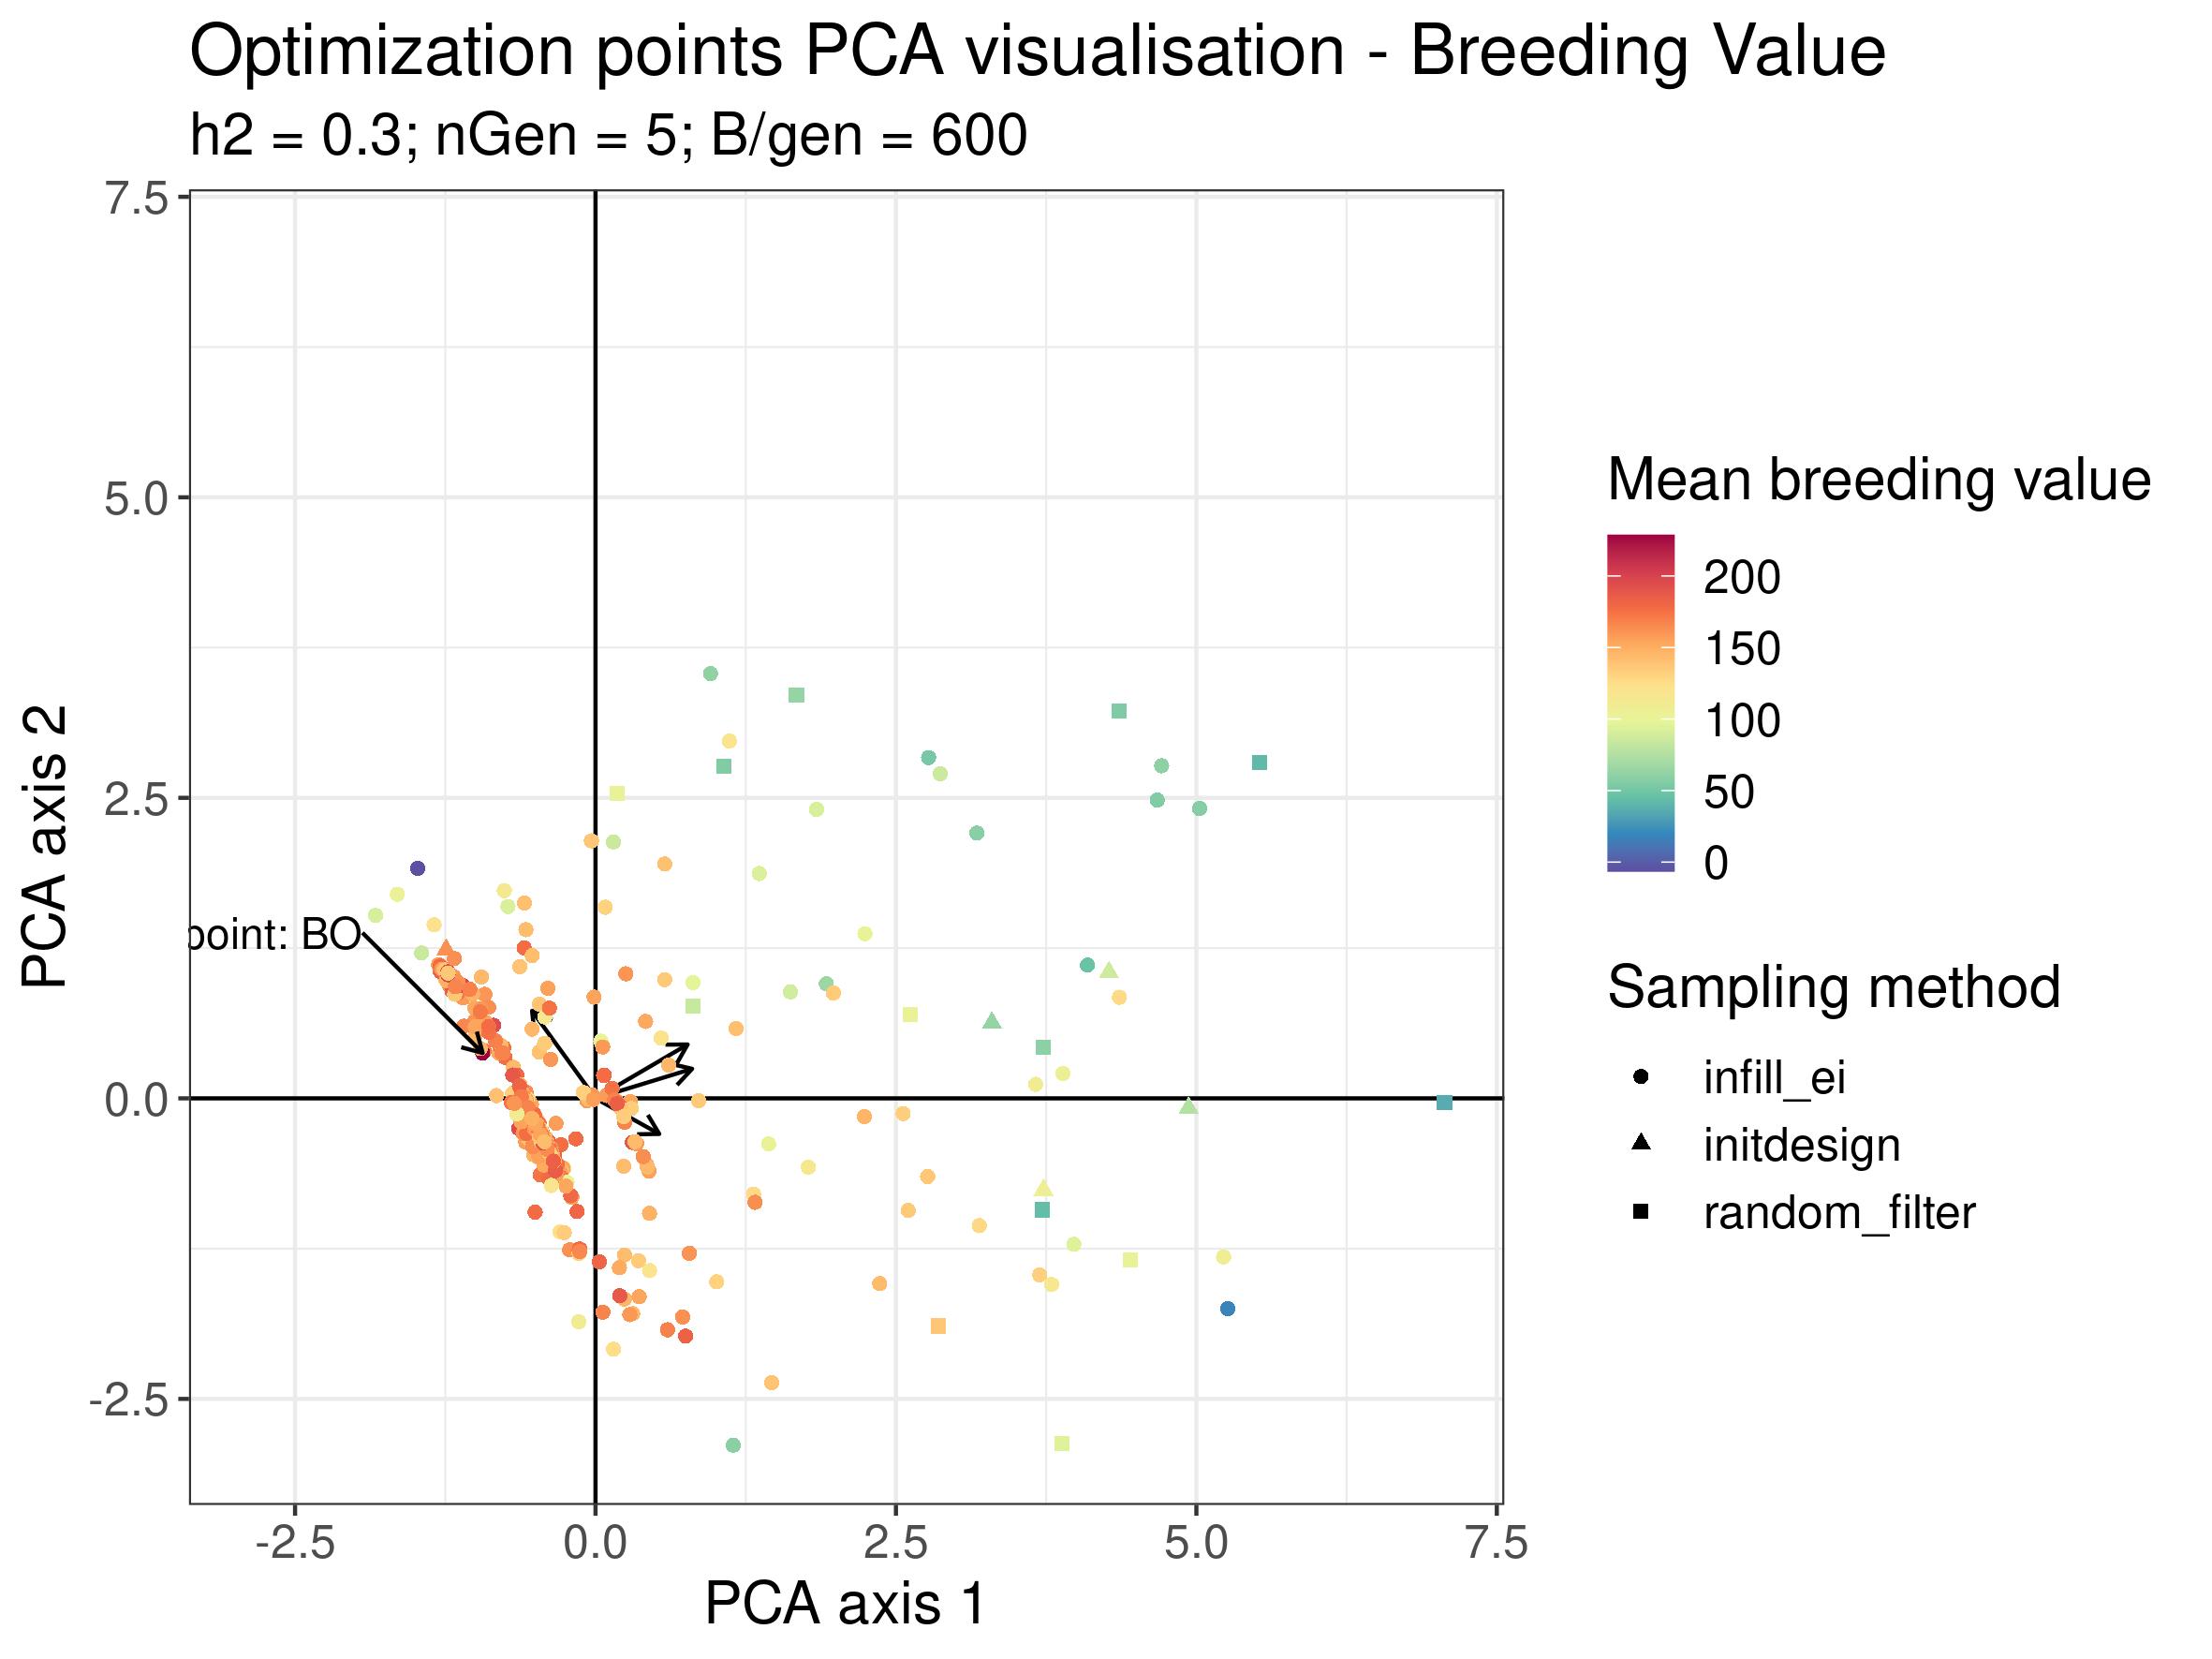 Optimization points PCA visualisation - Breeding Value
h2 = 0.3; nGen = 5; B/gen = 600
7.5
5.0
2.5
0.0
-2.5
PCA axis 2
point: BO
-2.5 0.0 2.5 5.0 7.5
PCA axis 1
Mean breeding value
200
150
100
50
0
Sampling method
infill_ei
initdesign
random_filter